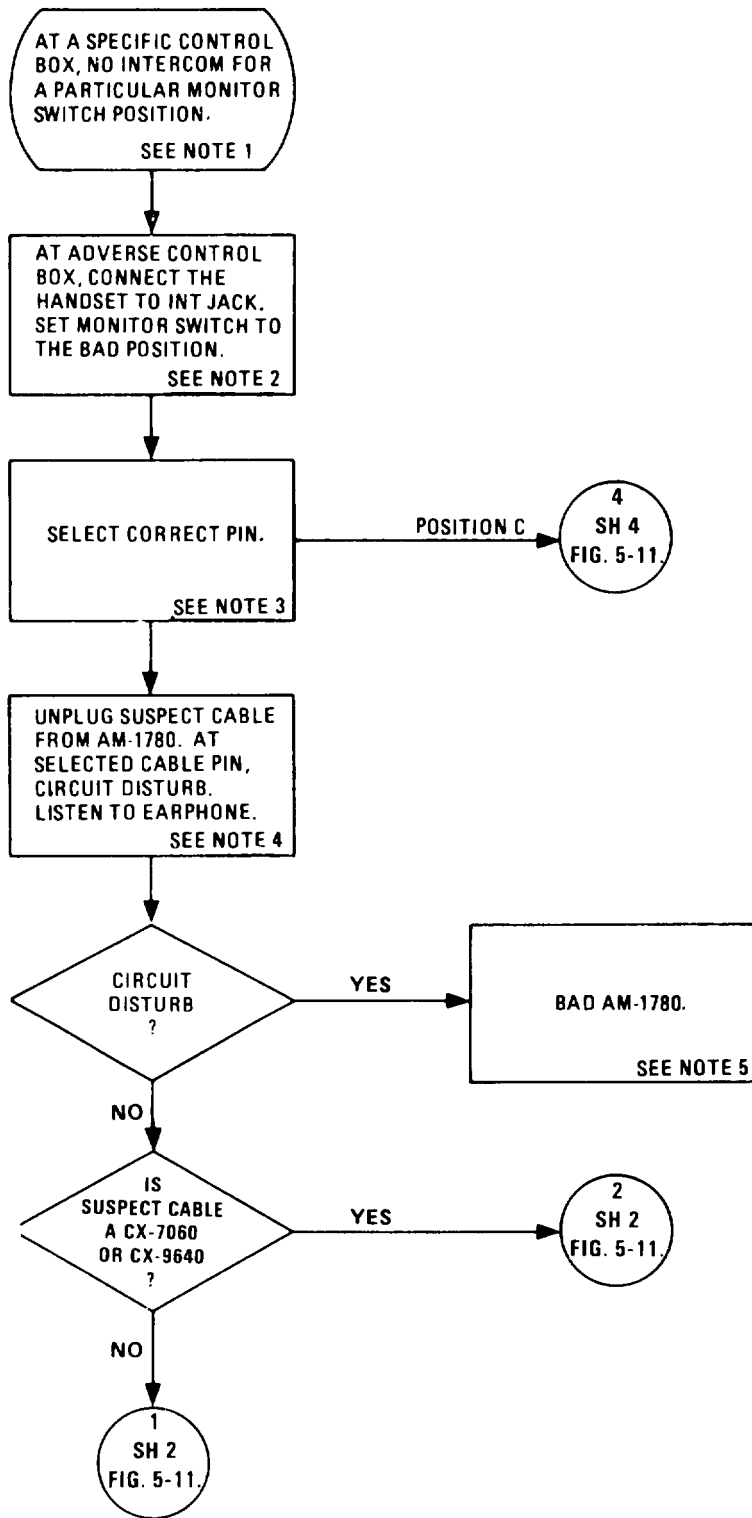 AT A SPECIFIC CONTROL
BOX, NO INTERCOM FOR
A PARTICULAR MONITOR
SWITCH POSITION.
SEE NOTE 1
AT ADVERSE CONTROL
BOX, CONNECT THE
HANDSET TO INT JACK.
SET MONITOR SWITCH TO
THE BAD POSITION.
SEE NOTE 2
SELECT CORRECT PIN.
SEE NOTE 3
POSITION C
4
SH 4
FIG. 5-11.
UNPLUG SUSPECT CABLE
FROM AM-1780. AT
SELECTED CABLE PIN,
CIRCUIT DISTURB.
LISTEN TO EARPHONE.
SEE NOTE 4
CIRCUIT
DISTURB
?
YES
BAD AM-1780.
SEE NOTE 5
NO
IS
SUSPECT CABLE
A CX-7060
OR CX-9640
?
YES
2
SH 2
FIG. 5-11.
NO
1
SH 2
FIG. 5-11.